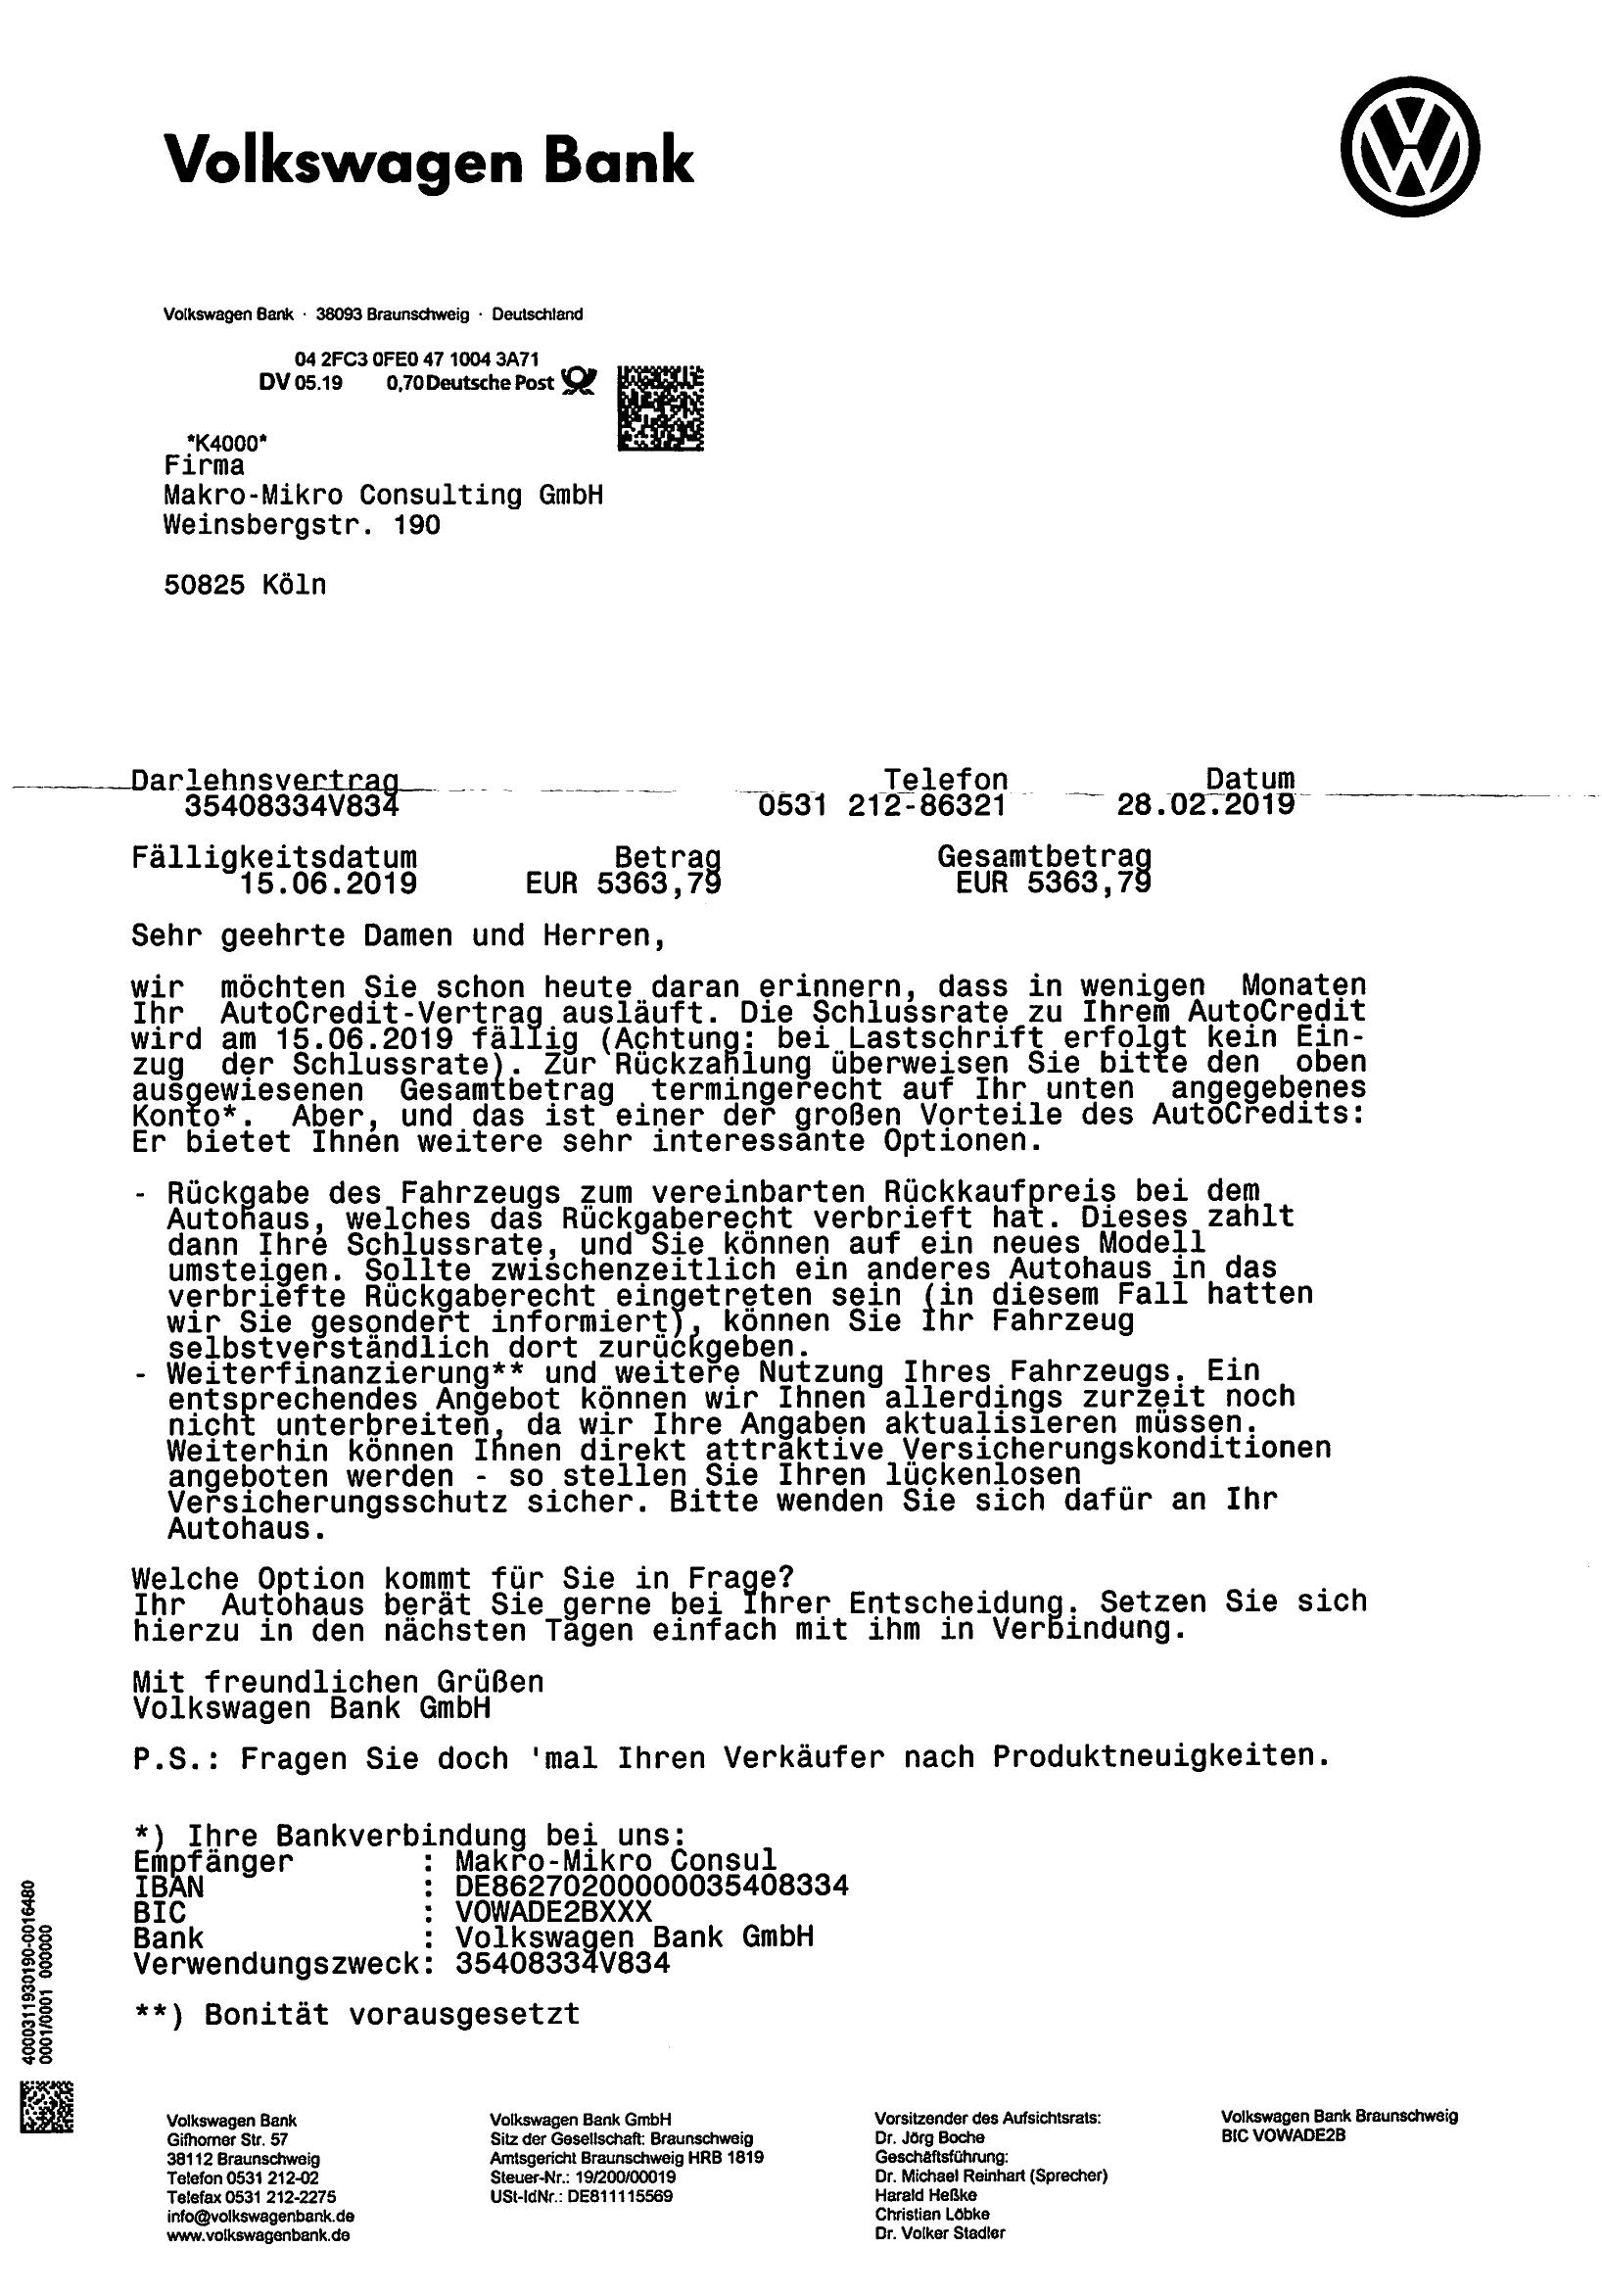 Volkswagen Bank
Volkswagen Bank · 38093 Braunschweig · Deutschland
04 2FC3 0FE0 47 1004 3A71
DV 05.19 0,70 Deutsche Post
*K4000*
Firma
Makro-Mikro Consulting GmbH
Weinsbergstr. 190
50825 Köln
Darlehnsvertrag Telefon Datum
35408334V834 0531 212-86321 28.02.2019
Fälligkeitsdatum Betrag Gesamtbetrag
15.06.2019 EUR 5363,79 EUR 5363,79
Sehr geehrte Damen und Herren,
wir möchten Sie schon heute daran erinnern, dass in wenigen Monaten
Ihr AutoCredit-Vertrag ausläuft. Die Schlussrate zu Ihrem AutoCredit
wird am 15.06.2019 fällig (Achtung: bei Lastschrift erfolgt kein Ein-
zug der Schlussrate). Zur Rückzahlung überweisen Sie bitte den oben
ausgewiesenen Gesamtbetrag termingerecht auf Ihr unten angegebenes
Konto*. Aber, und das ist einer der großen Vorteile des AutoCredits:
Er bietet Ihnen weitere sehr interessante Optionen.
- Rückgabe des Fahrzeugs zum vereinbarten Rückkaufpreis bei dem
Autohaus, welches das Rückgaberecht verbrieft hat. Dieses zahlt
dann Ihre Schlussrate, und Sie können auf ein neues Modell
umsteigen. Sollte zwischenzeitlich ein anderes Autohaus in das
verbriefte Rückgaberecht eingetreten sein (in diesem Fall hatten
wir Sie gesondert informiert), können Sie Ihr Fahrzeug
selbstverständlich dort zurückgeben.
- Weiterfinanzierung** und weitere Nutzung Ihres Fahrzeugs. Ein
entsprechendes Angebot können wir Ihnen allerdings zurzeit noch
nicht unterbreiten, da wir Ihre Angaben aktualisieren müssen.
Weiterhin können Ihnen direkt attraktive Versicherungskonditionen
angeboten werden - so stellen Sie Ihren lückenlosen
Versicherungsschutz sicher. Bitte wenden Sie sich dafür an Ihr
Autohaus.
Welche Option kommt für Sie in Frage?
Ihr Autohaus berät Sie gerne bei Ihrer Entscheidung. Setzen Sie sich
hierzu in den nächsten Tagen einfach mit ihm in Verbindung.
Mit freundlichen Grüßen
Volkswagen Bank GmbH
P.S.: Fragen Sie doch 'mal Ihren Verkäufer nach Produktneuigkeiten.
*) Ihre Bankverbindung bei uns:
Empfänger : Makro-Mikro Consul
IBAN : DE86270200000035408334
BIC : VOWADE2BXXX
Bank : Volkswagen Bank GmbH
Verwendungszweck: 35408334V834
**) Bonität vorausgesetzt
4000311930190-0016480
0001/0001 000000
Volkswagen Bank
Gifhorner Str. 57
38112 Braunschweig
Telefon 0531 212-02
Telefax 0531 212-2275
info@volkswagenbank.de
www.volkswagenbank.de
Volkswagen Bank GmbH
Sitz der Gesellschaft: Braunschweig
Amtsgericht Braunschweig HRB 1819
Steuer-Nr.: 19/200/00019
USt-IdNr.: DE811115569
Vorsitzender des Aufsichtsrats:
Dr. Jörg Boche
Geschäftsführung:
Dr. Michael Reinhart (Sprecher)
Harald Heßke
Christian Löbke
Dr. Volker Stadler
Volkswagen Bank Braunschweig
BIC VOWADE2B